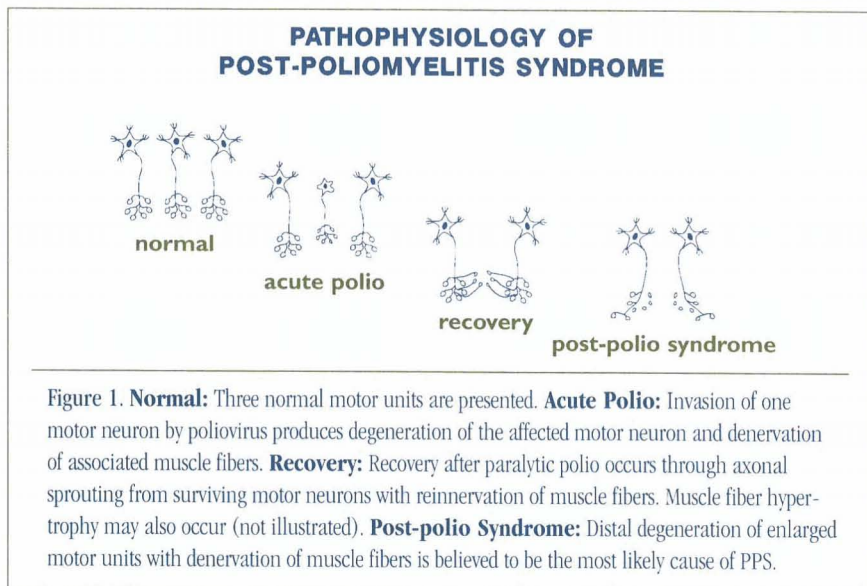 PATHOPHYSIOLOGY OF
POST-POLIOMYELITIS SYNDROME
normal
acute polio
recovery
post-polio syndrome
Figure 1. Normal: Three normal motor units are presented. Acute Polio: Invasion of one
motor neuron by poliovirus produces degeneration of the affected motor neuron and denervation
of associated muscle fibers. Recovery: Recovery after paralytic polio occurs through axonal
sprouting from surviving motor neurons with reinnervation of muscle fibers. Muscle fiber hyper-
trophy may also occur (not illustrated). Post-polio Syndrome: Distal degeneration of enlarged
motor units with denervation of muscle fibers is believed to be the most likely cause of PPS.